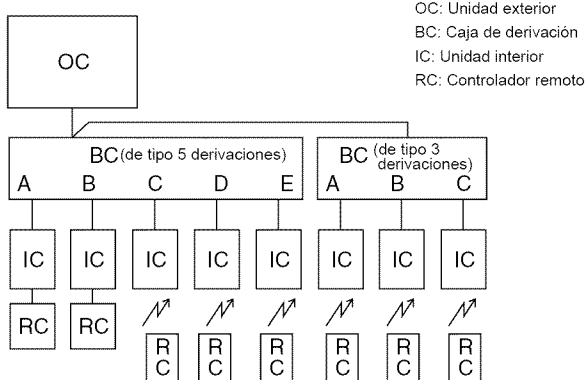 OC: Unidad exterior
BC: Caja de derivación
IC: Unidad interior
RC: Controlador remoto
OC
BC (de tipo 5 derivaciones)
A B C D E
BC (de tipo 3
derivaciones)
A B C
IC IC IC IC IC IC IC IC
RC RC
R R R R R R
C C C C C C